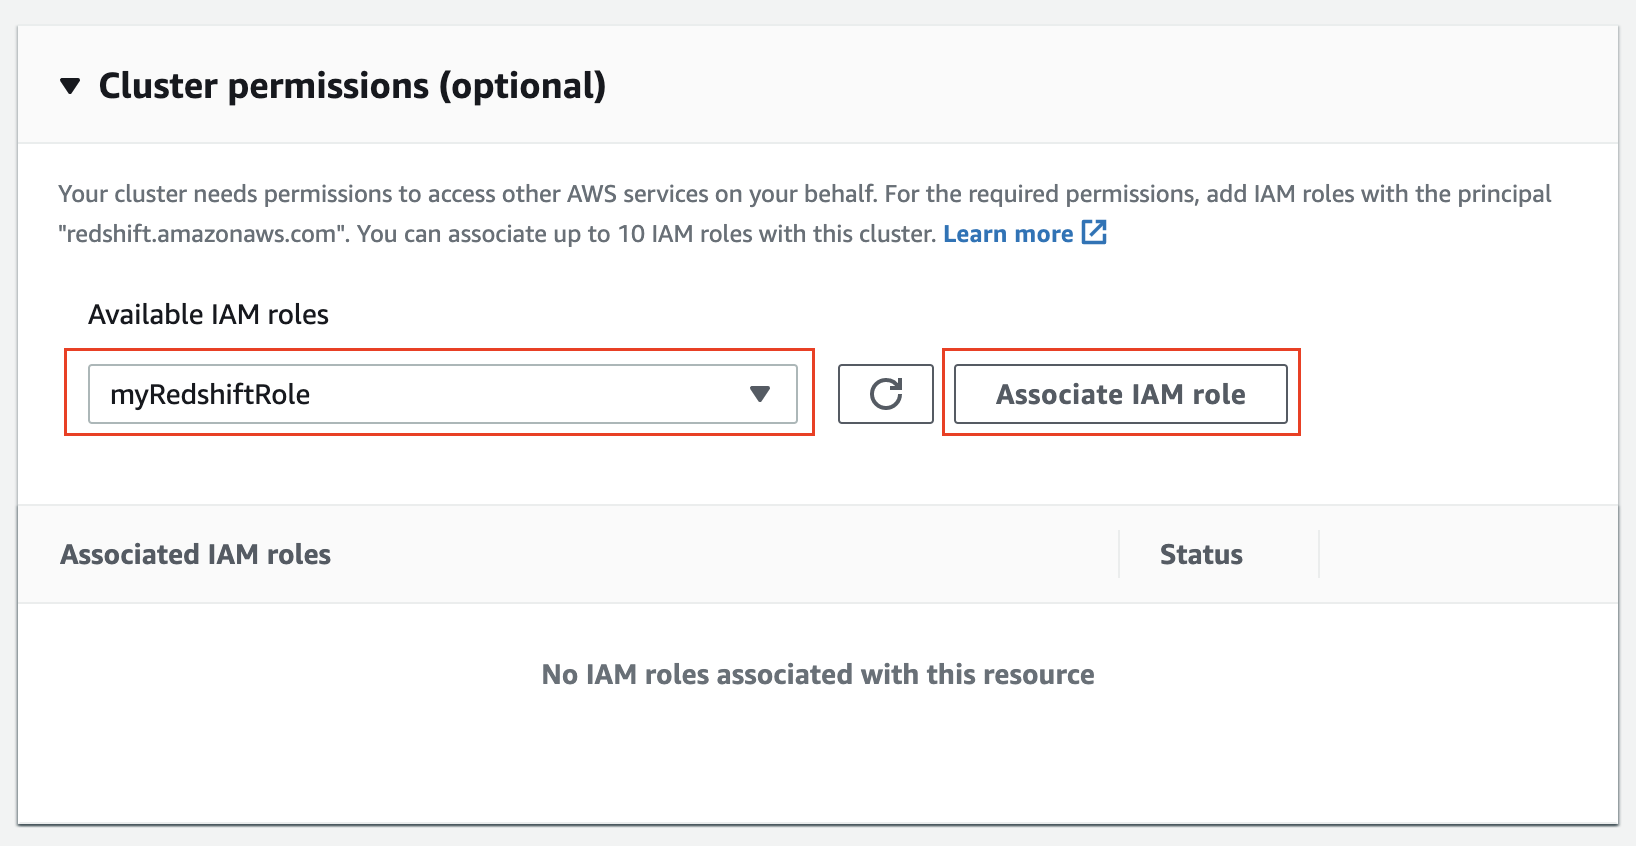 Cluster permissions (optional)
Your cluster needs permissions to access other AWS services on your behalf. For the required permissions, add IAM roles with the principal
"redshift.amazonaws.com". You can associate up to 10 IAM roles with this cluster. Learn more
Available IAM roles
myRedshiftRole
Associate IAM role
Associated IAM roles
Status
No IAM roles associated with this resource